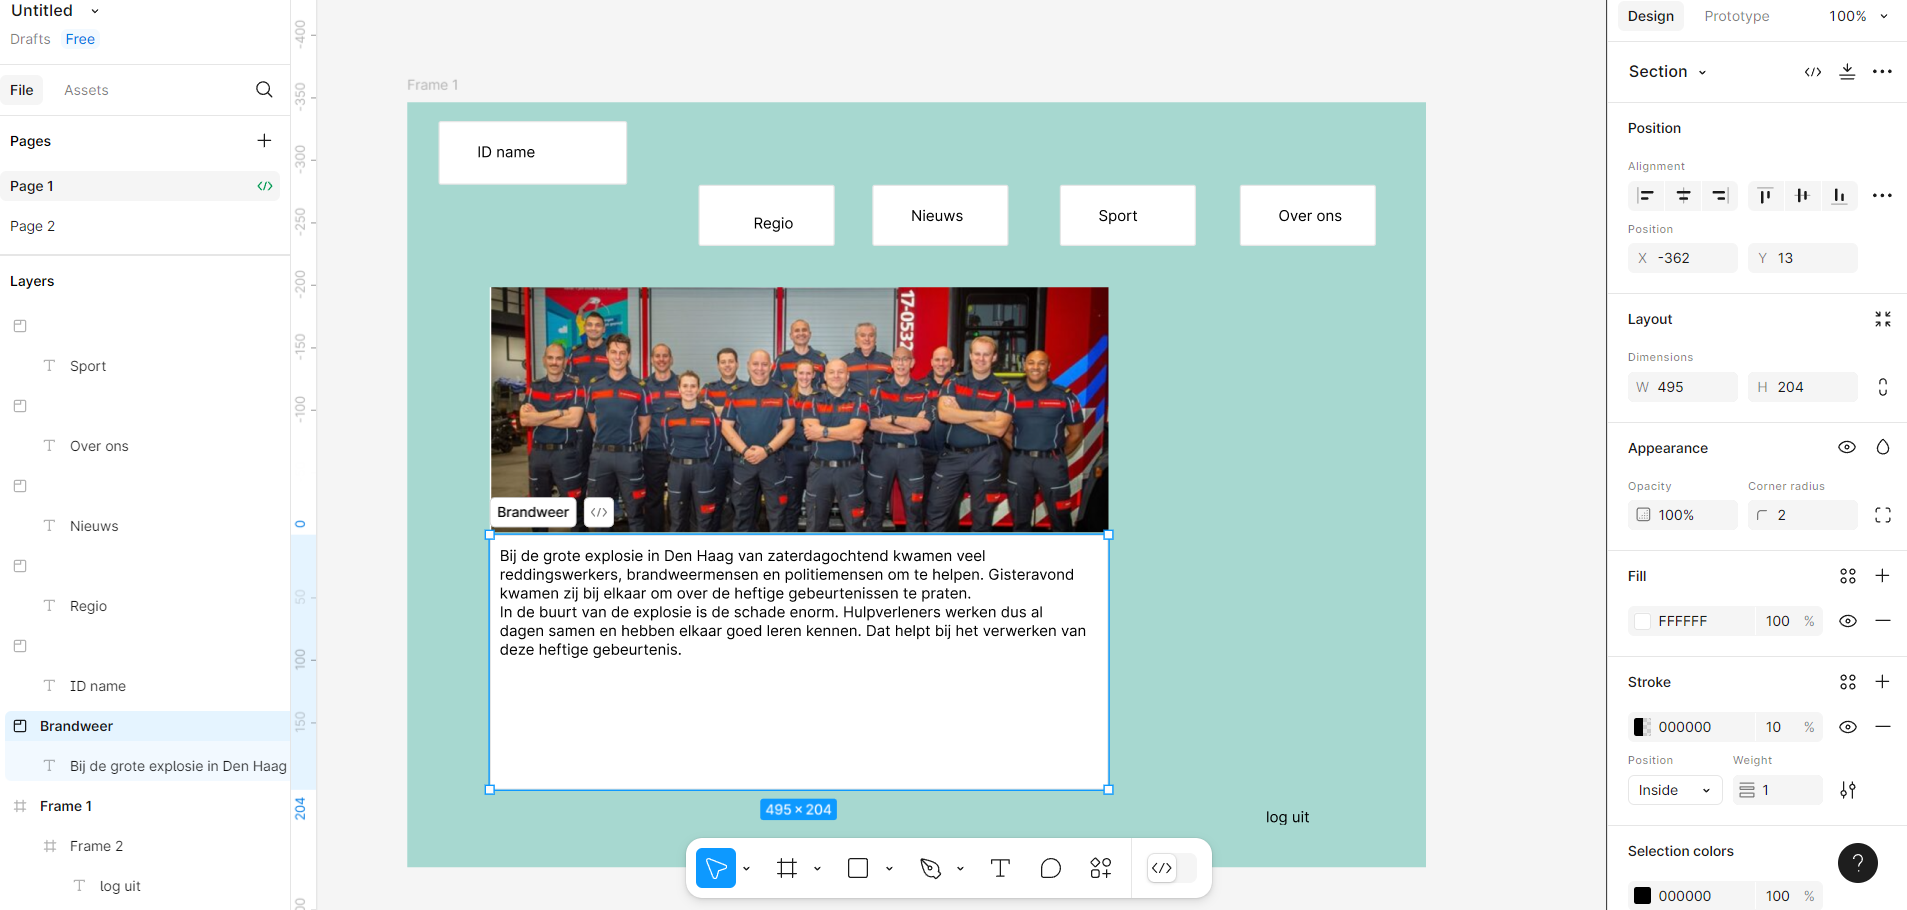 Untitled
Drafts Free
File Assets
Pages
Page 1
Page 2
Layers
Sport
Over ons
Nieuws
Regio
ID name
Brandweer
Bij de grote explosie in Den Haag
Frame 1
Frame 2
log uit
-400
-350
-300
-250
-200
-150
-100
0
50
100
150
204
Frame 1
ID name
Regio
Nieuws
Sport
Over ons
17-0537
Brandweer
Bij de grote explosie in Den Haag van zaterdagochtend kwamen veel
reddingswerkers, brandweermensen en politiemensen om te helpen. Gisteravond
kwamen zij bij elkaar om over de heftige gebeurtenissen te praten.
In de buurt van de explosie is de schade enorm. Hulpverleners werken dus al
dagen samen en hebben elkaar goed leren kennen. Dat helpt bij het verwerken van
deze heftige gebeurtenis.
495 × 204
log uit
Design Prototype 100%
Section
Position
Alignment
Position
X -362 Y 13
Layout
Dimensions
W 495 H 204
Appearance
Opacity Corner radius
100% 2
Fill
FFFFFF 100 %
Stroke
000000 10 %
Position Weight
Inside 1
Selection colors
000000 100 %
?